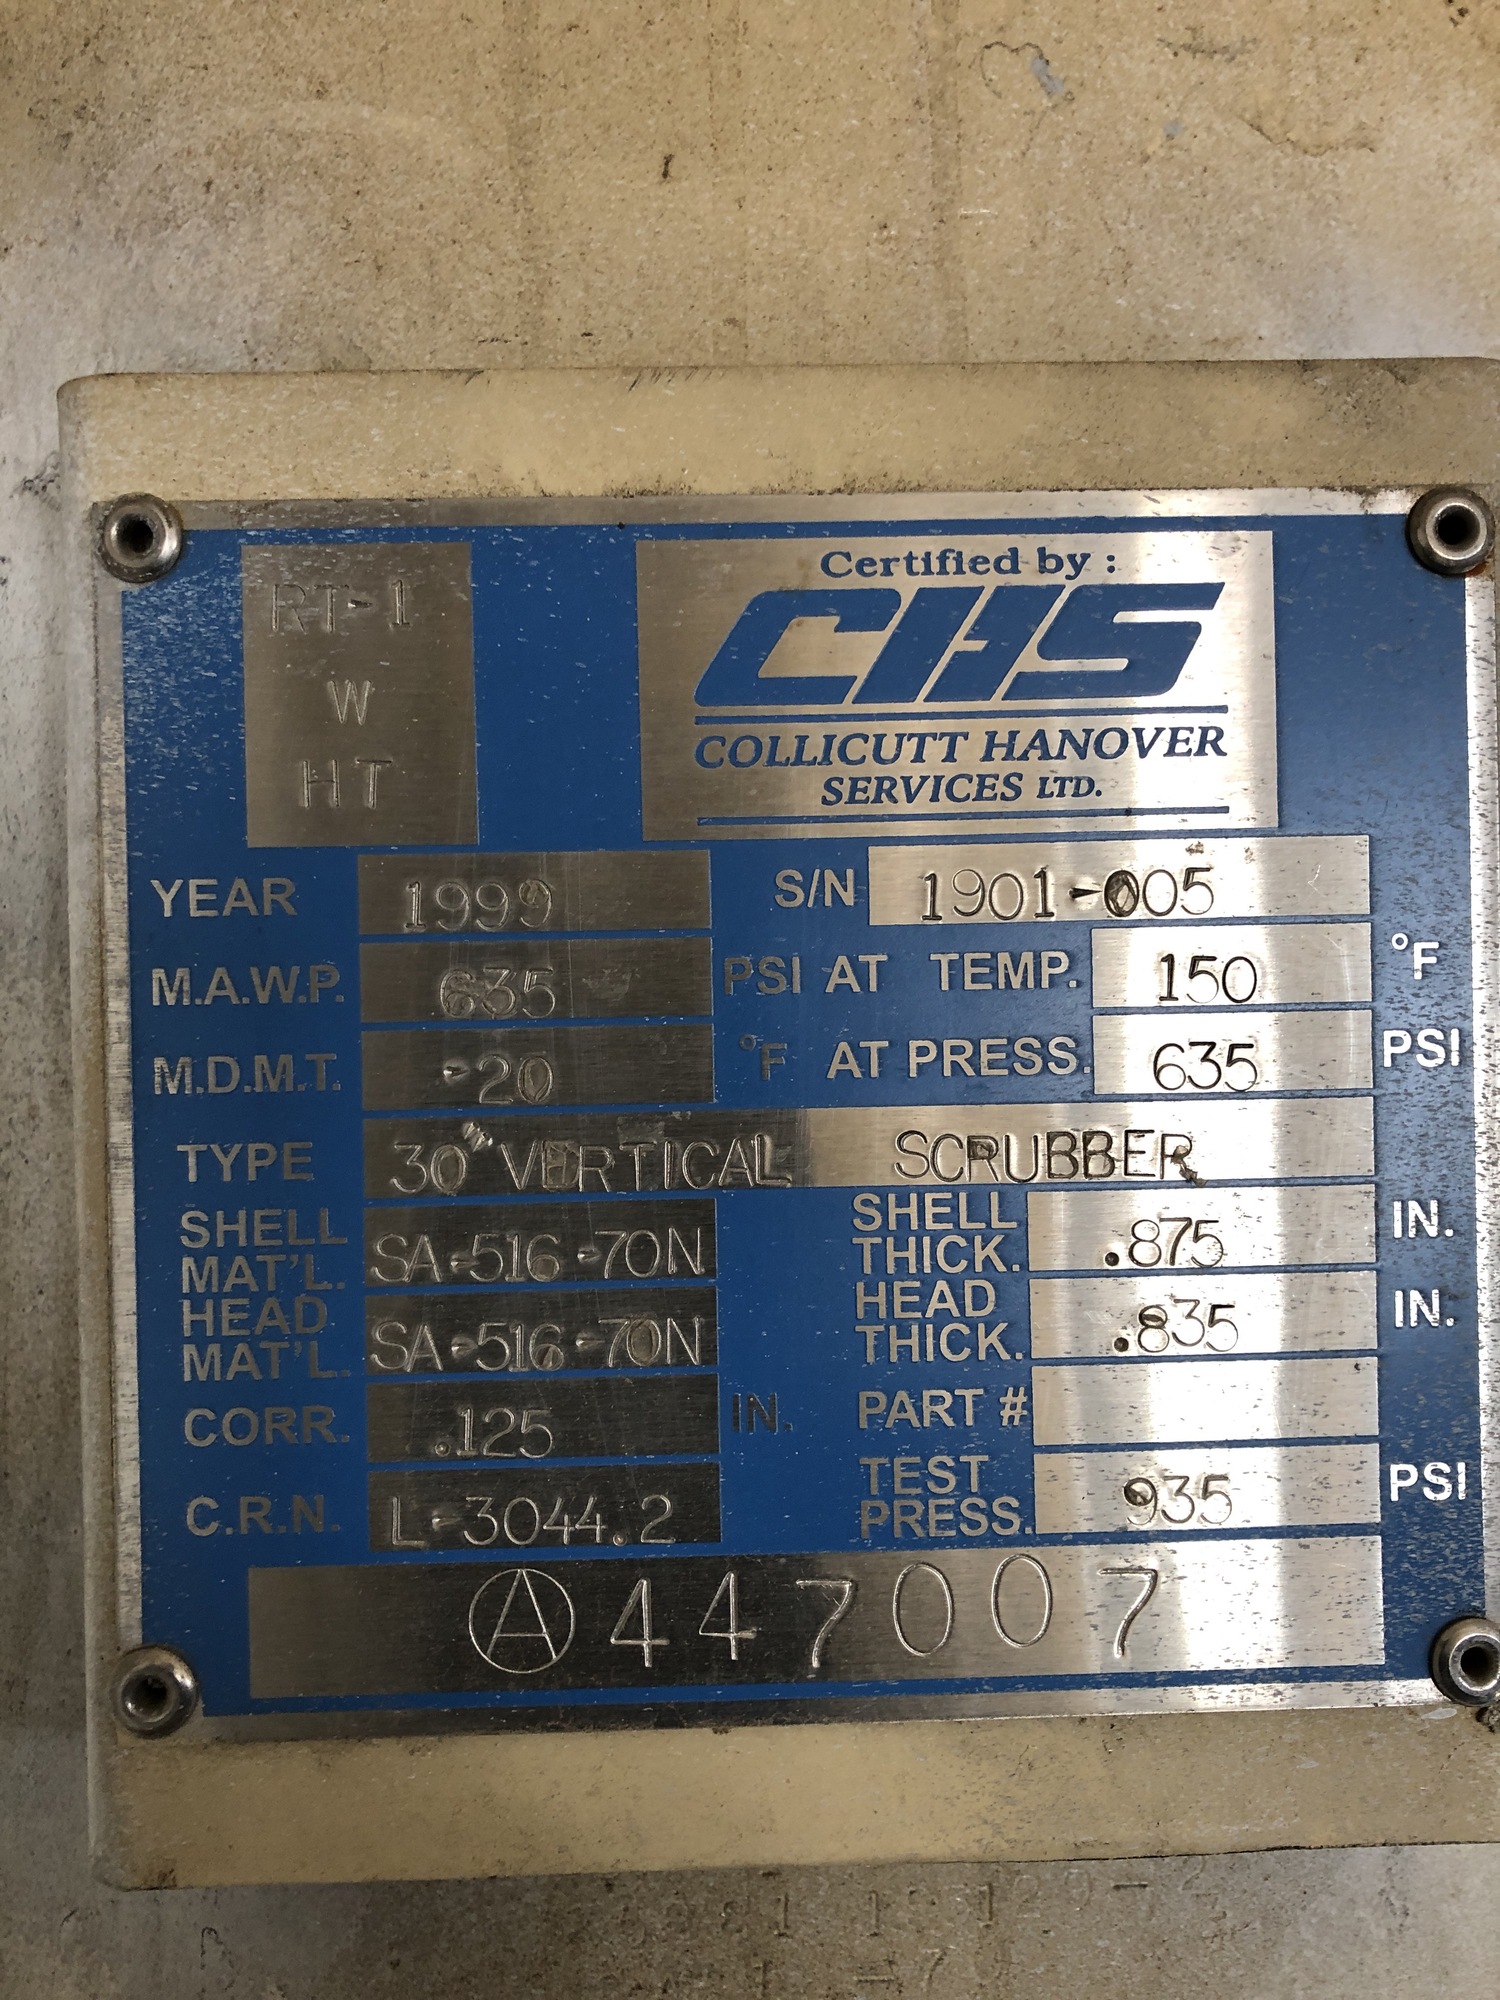 RT-1
W
HT
Certified by :
CHS
COLLICUTT HANOVER
SERVICES LTD.
YEAR 1999 S/N 1901-005
M.A.W.P. 635 PSI AT TEMP. 150 °F
M.D.M.T. -20 °F AT PRESS. 635 PSI
TYPE 30" VERTICAL SCRUBBER
SHELL MAT'L. SA-516-70N SHELL THICK. .875 IN.
HEAD MAT'L. SA-516-70N HEAD THICK. .835 IN.
CORR. .125 IN. PART #
C.R.N. L-3044.2 TEST PRESS. 935 PSI
Ⓐ447007